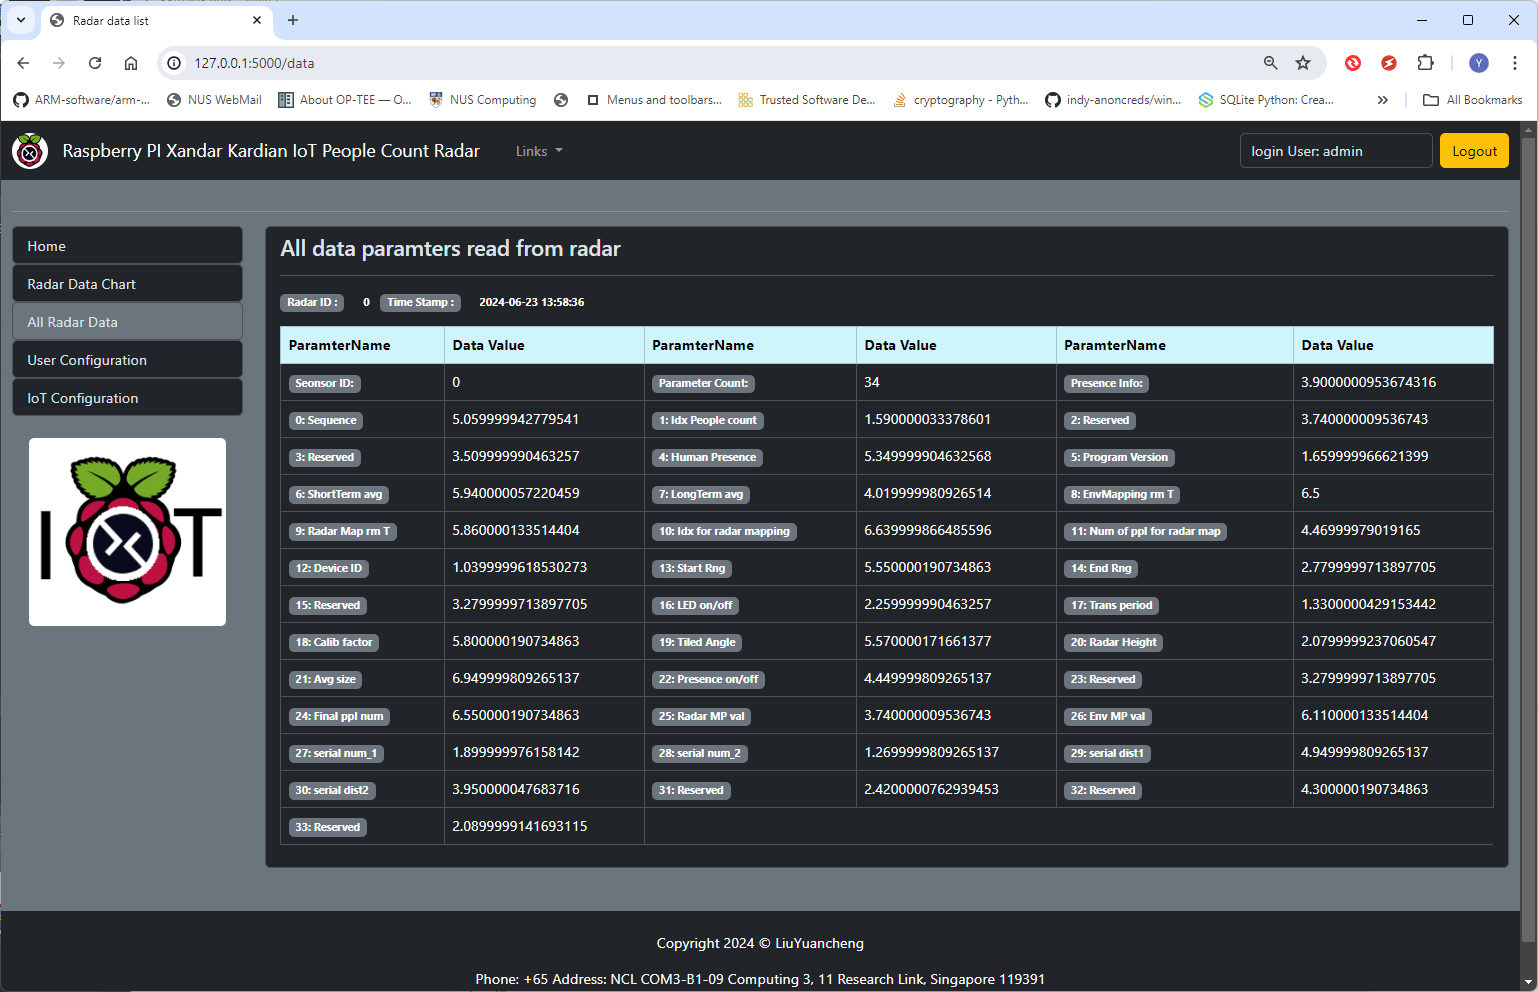 Radar data list
127.0.0.1:5000/data
ARM-software/arm-... NUS WebMail About OP-TEE — O... NUS Computing Menus and toolbars... Trusted Software De... cryptography - Pyth... indy-anoncreds/win... SQLite Python: Crea... » All Bookmarks
Y
Raspberry PI Xandar Kardian IoT People Count Radar Links login User: admin Logout
Home
Radar Data Chart
All Radar Data
User Configuration
IoT Configuration
IOT
All data paramters read from radar
Radar ID : 0 Time Stamp : 2024-06-23 13:58:36
ParamterName Data Value ParamterName Data Value ParamterName Data Value
Seonsor ID: 0 Parameter Count: 34 Presence Info: 3.9000000953674316
0: Sequence 5.059999942779541 1: Idx People count 1.590000033378601 2: Reserved 3.740000009536743
3: Reserved 3.509999990463257 4: Human Presence 5.349999904632568 5: Program Version 1.659999966621399
6: ShortTerm avg 5.940000057220459 7: LongTerm avg 4.019999980926514 8: EnvMapping rm T 6.5
9: Radar Map rm T 5.860000133514404 10: Idx for radar mapping 6.639999866485596 11: Num of ppl for radar map 4.46999979019165
12: Device ID 1.0399999618530273 13: Start Rng 5.550000190734863 14: End Rng 2.7799999713897705
15: Reserved 3.2799999713897705 16: LED on/off 2.259999990463257 17: Trans period 1.3300000429153442
18: Calib factor 5.800000190734863 19: Tiled Angle 5.570000171661377 20: Radar Height 2.0799999237060547
21: Avg size 6.949999809265137 22: Presence on/off 4.449999809265137 23: Reserved 3.2799999713897705
24: Final ppl num 6.550000190734863 25: Radar MP val 3.740000009536743 26: Env MP val 6.110000133514404
27: serial num_1 1.899999976158142 28: serial num_2 1.2699999809265137 29: serial dist1 4.949999809265137
30: serial dist2 3.950000047683716 31: Reserved 2.4200000762939453 32: Reserved 4.300000190734863
33: Reserved 2.0899999141693115
Copyright 2024 © LiuYuancheng
Phone: +65 Address: NCL COM3-B1-09 Computing 3, 11 Research Link, Singapore 119391